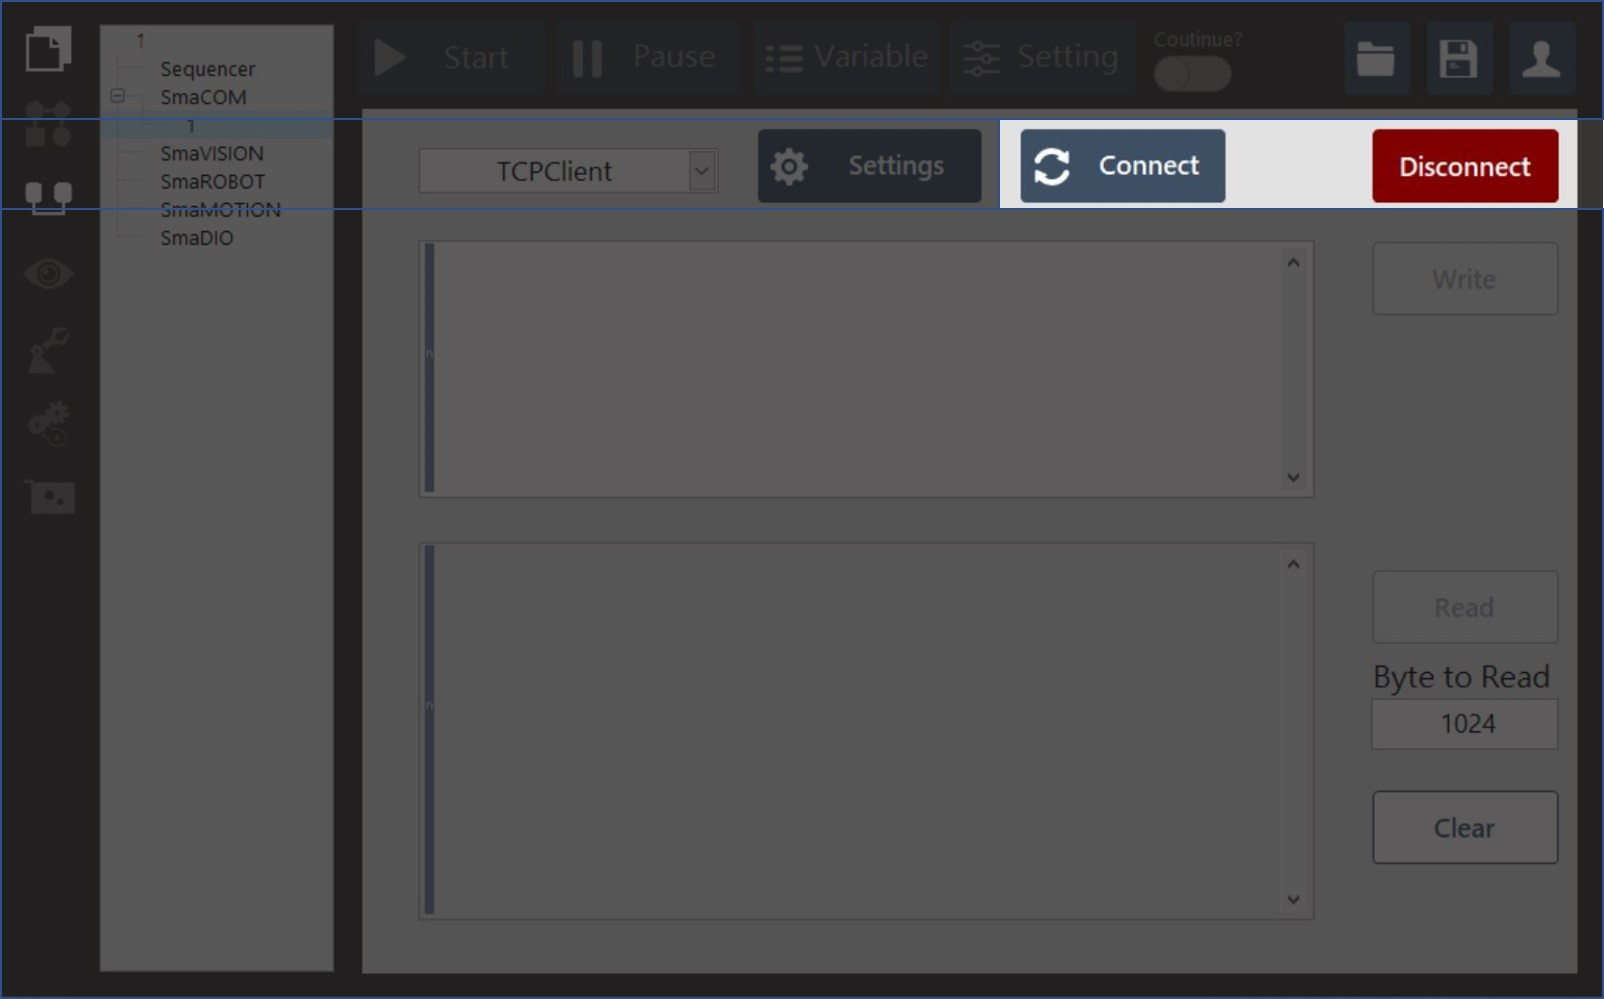 1
Sequencer
SmaCOM
1
SmaVISION
SmaROBOT
SmaMOTION
SmaDIO
Start
Pause
Variable
Setting
Coutinue?
TCPClient
Settings
Connect
Disconnect
n
Write
n
Read
Byte to Read
1024
Clear